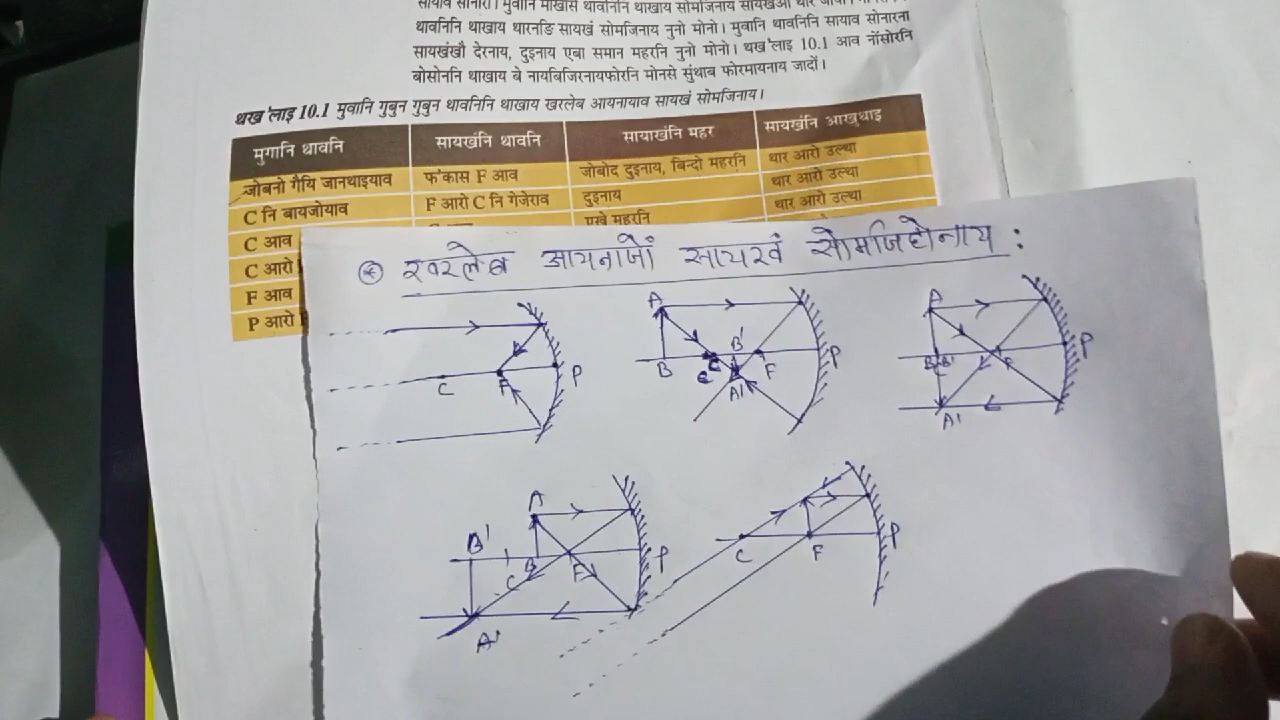 थावनिनि थाखाय थारनङि सायखं सोमजिनाय नुनो मोनो। मुवानि थावनिनि सायाव सोनारना
सायखंखौ देरनाय, दुइनाय एबा समान महरनि नुनो मोनो। थख'लाइ 10.1 आव नोंसोरनि
बोसोननि थाखाय बे नायबिजिरनायफोरनि मोनसे सुंथाब फोरमायनाय जादों।
थख'लाइ 10.1 मुवानि गुबुन गुबुन थावनिनि थाखाय खरलेब आयनायाव सायखं सोमजिनाय।
मुगानि थावनि सायखंनि थावनि सायाखंनि महर सायखंनि आखुथाइ
जोबनो गैयि जानथाइयाव फ'कास F आव जोबोद दुइनाय, बिन्दो महरनि थार आरो उल्था
C नि बायजोयाव F आरो C नि गेजेराव दुइनाय थार आरो उल्था
C आव एखे महरनि थार आरो उल्था
C आरो
F आव
P आरो
खरलेब आयनाजों सायखं सोमजिहोनाय :
C F P
A B C B' A' F P
A B B' A' F P
A B' C B F P A'
C F P